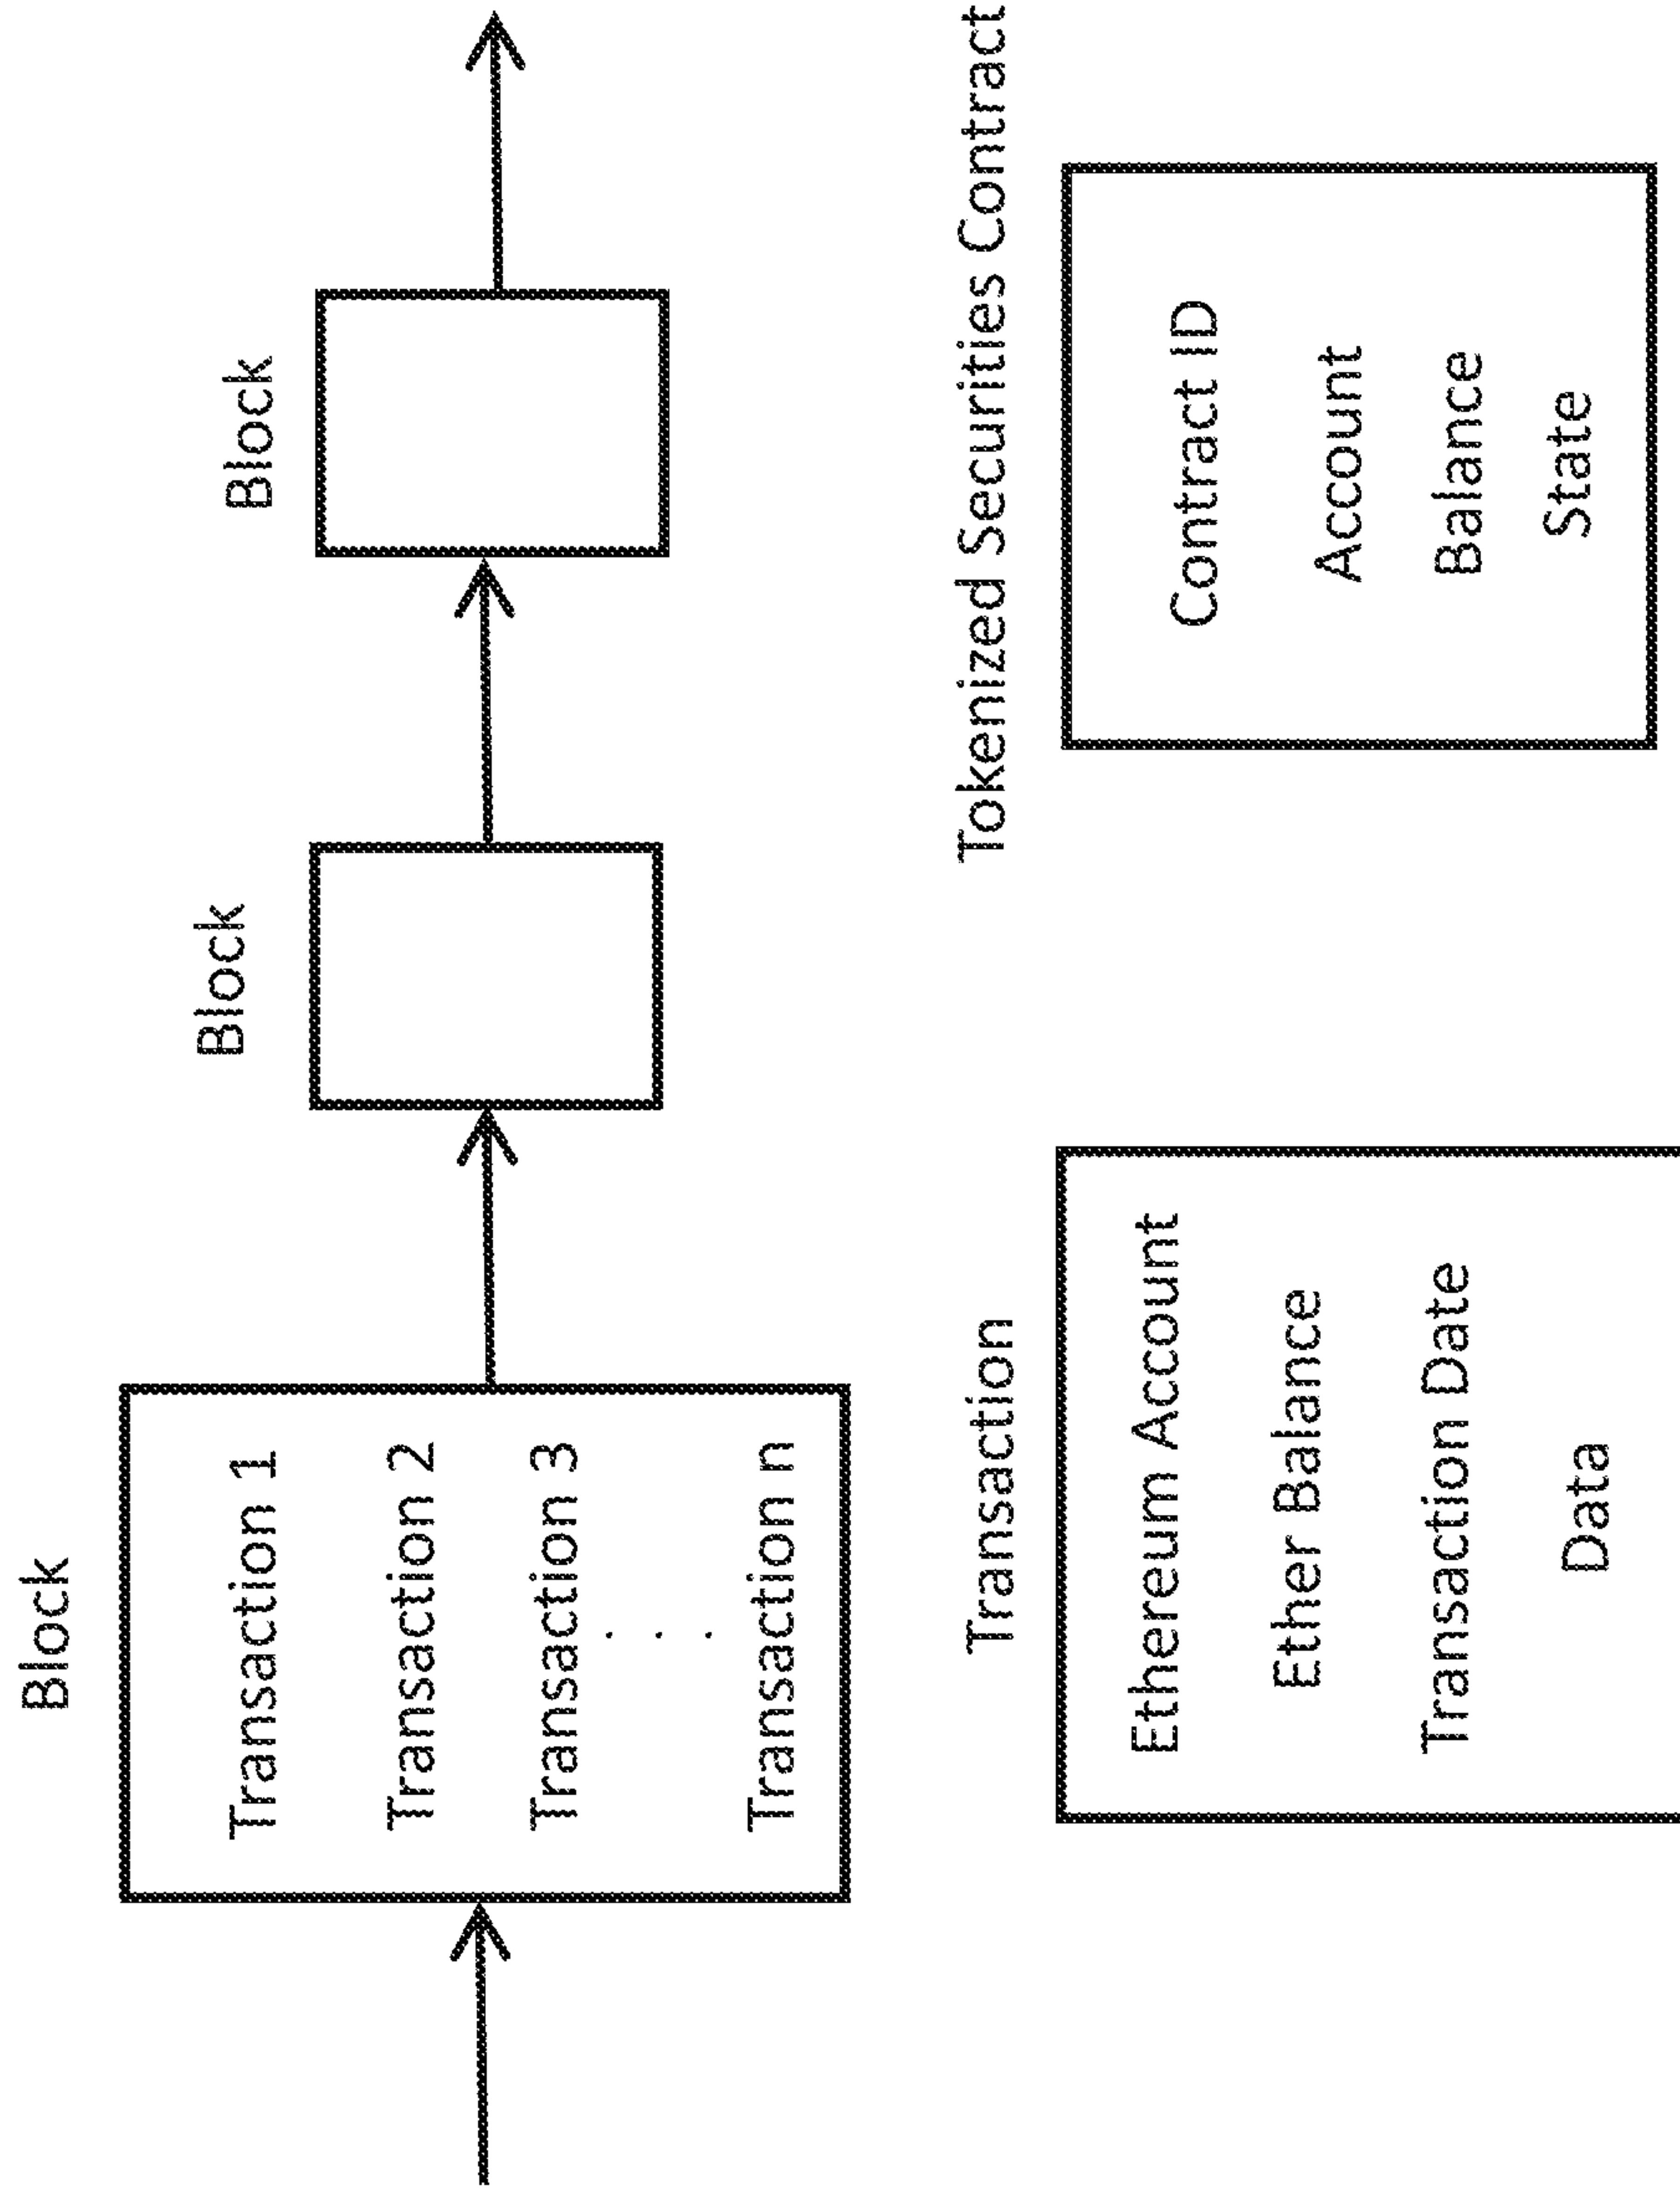 Block
Transaction 1
Transaction 2
Transaction 3
. . .
Transaction n
Block
Block
Transaction
Ethereum Account
Ether Balance
Transaction Date
Data
Tokenized Securities Contract
Contract ID
Account
Balance
State